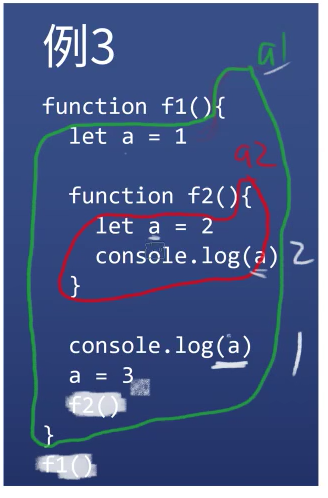 例3
a1
function f1(){
let a = 1
a2
function f2(){
let a = 2
console.log(a) 2
}
console.log(a) 1
a = 3
f2()
}
f1()